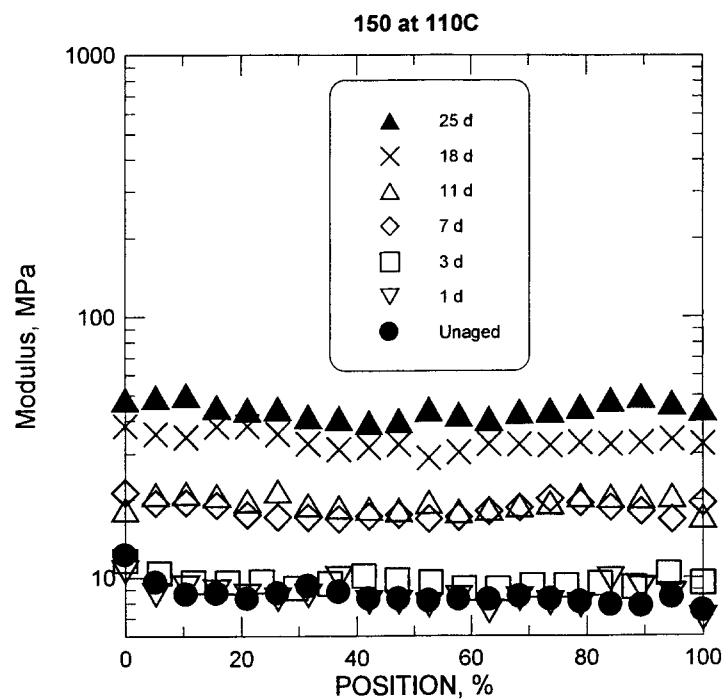 150 at 110C
1000
100
10
Modulus, MPa
25 d
18 d
11 d
7 d
3 d
1 d
Unaged
0
20
40
60
80
100
POSITION, %